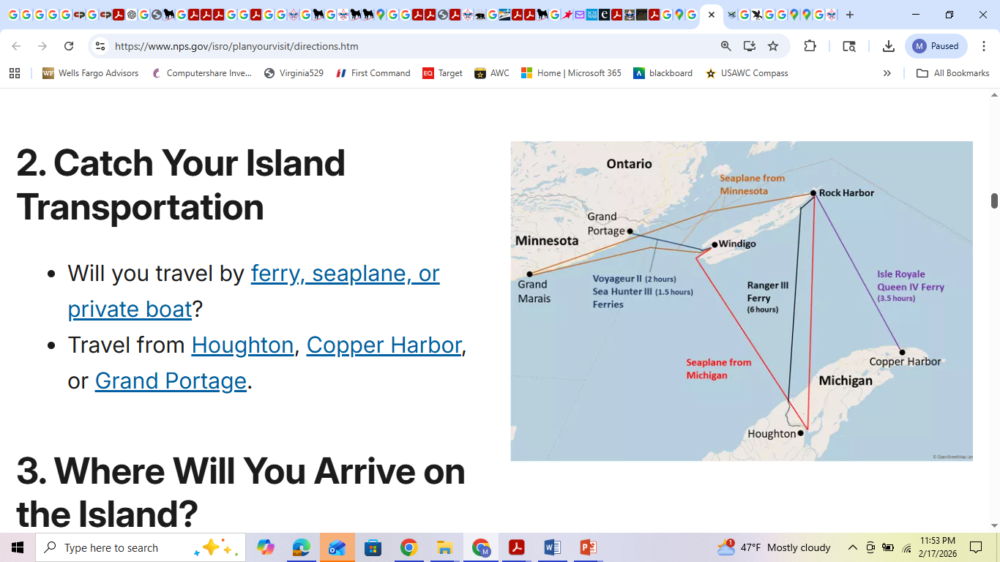 https://www.nps.gov/isro/planyourvisit/directions.htm
M Paused
WF Wells Fargo Advisors
Computershare Inve...
Virginia529
First Command
EQ Target
AWC
Home | Microsoft 365
blackboard
USAWC Compass
»
All Bookmarks
2. Catch Your Island
Transportation
• Will you travel by ferry, seaplane, or
private boat?
• Travel from Houghton, Copper Harbor,
or Grand Portage.
3. Where Will You Arrive on
the Island?
Ontario
Seaplane from
Minnesota
Rock Harbor
Grand
Portage
Minnesota
Windigo
Grand
Marais
Voyageur II (2 hours)
Sea Hunter III (1.5 hours)
Ferries
Ranger III
Ferry
(6 hours)
Isle Royale
Queen IV Ferry
(3.5 hours)
Seaplane from
Michigan
Copper Harbor
Michigan
Houghton
© OpenStreetMap
Type here to search
1
47°F Mostly cloudy
11:53 PM
2/17/2026